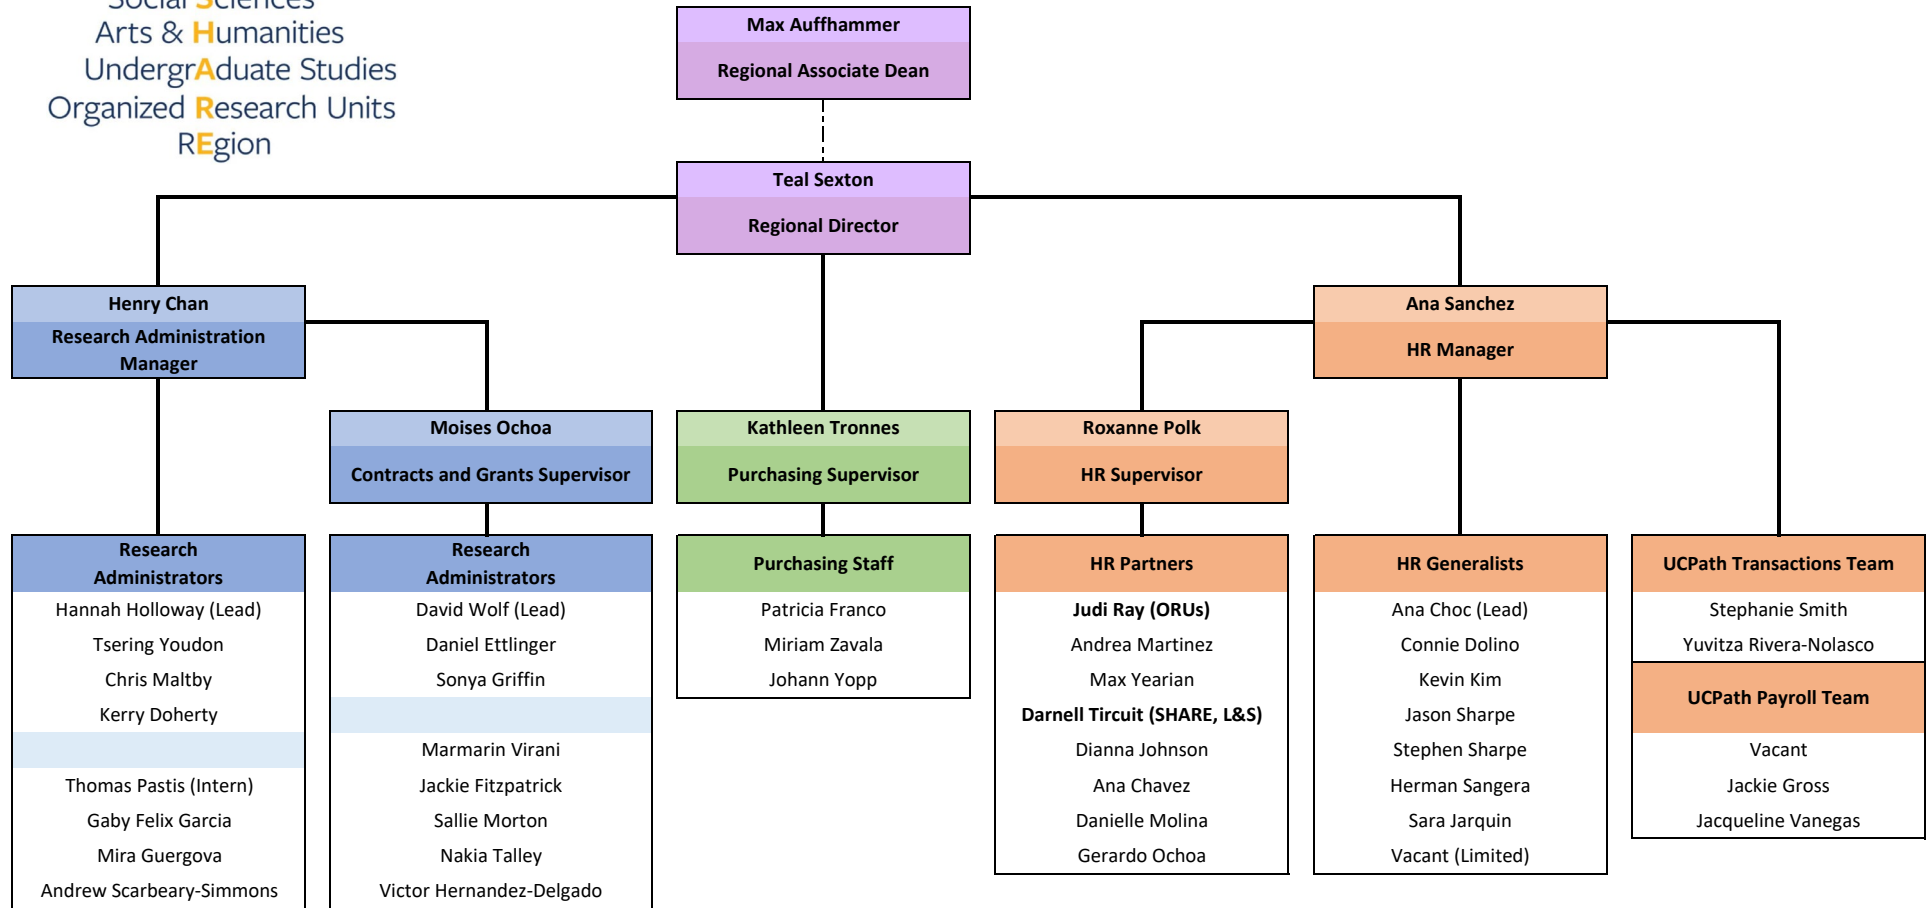 Social Sciences
Arts & Humanities
UndergrAduate Studies
Organized Research Units
REgion
Max Auffhammer
Regional Associate Dean
Teal Sexton
Regional Director
Henry Chan
Research Administration
Manager
Ana Sanchez
HR Manager
Moises Ochoa
Contracts and Grants Supervisor
Kathleen Tronnes
Purchasing Supervisor
Roxanne Polk
HR Supervisor
Research
Administrators
Hannah Holloway (Lead)
Tsering Youdon
Chris Maltby
Kerry Doherty
Thomas Pastis (Intern)
Gaby Felix Garcia
Mira Guergova
Andrew Scarbeary-Simmons
Research
Administrators
David Wolf (Lead)
Daniel Ettlinger
Sonya Griffin
Marmarin Virani
Jackie Fitzpatrick
Sallie Morton
Nakia Talley
Victor Hernandez-Delgado
Purchasing Staff
Patricia Franco
Miriam Zavala
Johann Yopp
HR Partners
Judi Ray (ORUs)
Andrea Martinez
Max Yearian
Darnell Tircuit (SHARE, L&S)
Dianna Johnson
Ana Chavez
Danielle Molina
Gerardo Ochoa
HR Generalists
Ana Choc (Lead)
Connie Dolino
Kevin Kim
Jason Sharpe
Stephen Sharpe
Herman Sangera
Sara Jarquin
Vacant (Limited)
UCPath Transactions Team
Stephanie Smith
Yuvitza Rivera-Nolasco
UCPath Payroll Team
Vacant
Jackie Gross
Jacqueline Vanegas